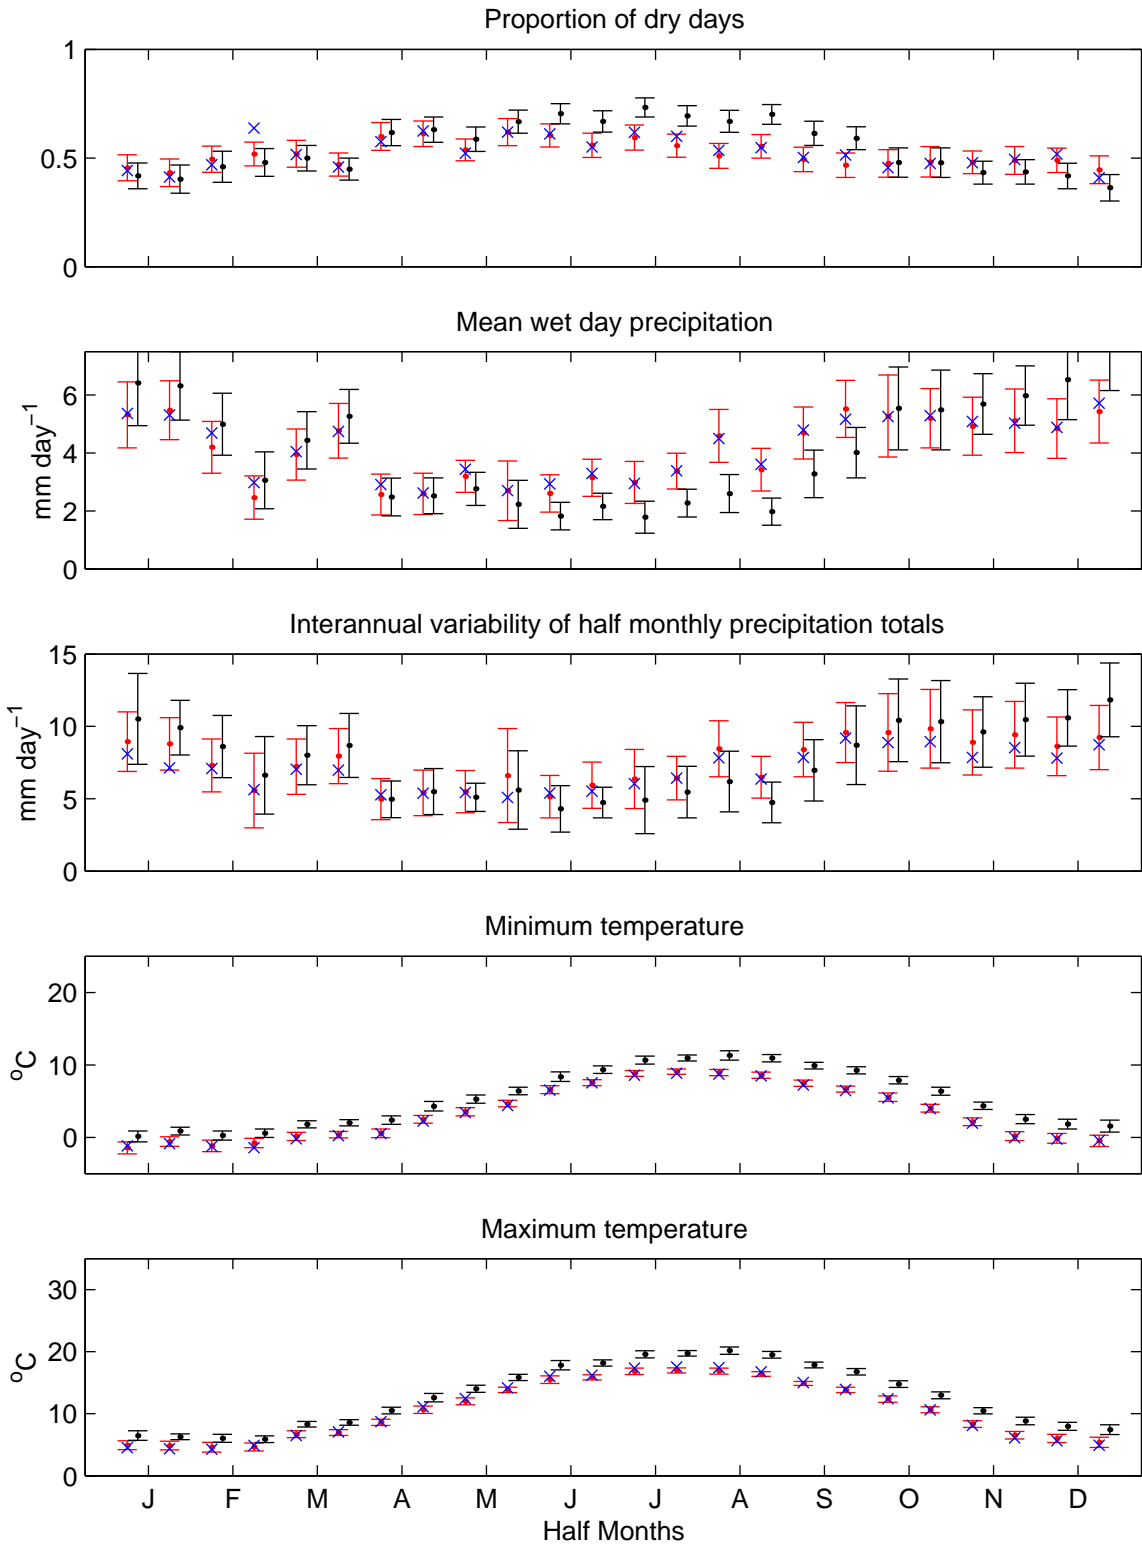 Proportion of dry days
1
0.5
0
Mean wet day precipitation
mm day⁻¹
6
4
2
0
Interannual variability of half monthly precipitation totals
mm day⁻¹
15
10
5
0
Minimum temperature
ºC
20
10
0
Maximum temperature
ºC
30
20
10
0
J F M A M J J A S O N D
Half Months